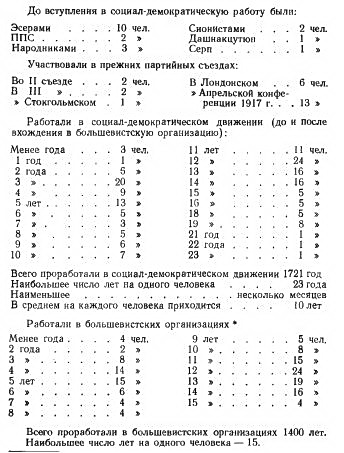 До вступления в социал-демократическую работу были:
Эсерами . . . . . 10 чел. Сионистами . . . 2 чел.
ППС . . . . . . . 2 » Дашнакцутюн . . 1 »
Народниками . . . 3 » Серп . . . . . . 1 »
Участвовали в прежних партийных съездах:
Во II съезде . . . 2 чел. В Лондонском . . 6 чел.
В III » . . . . 2 » » Апрельской конфе-
» Стокгольмском . 1 » ренции 1917 г. . . 13 »
Работали в социал-демократическом движении (до и после
вхождения в большевистскую организацию):
Менее года . . . . 3 чел. 11 лет . . . . . 11 чел.
1 год . . . . . . 1 » 12 » . . . . . 24 »
2 года . . . . . . 6 » 13 » . . . . . 16 »
3 » . . . . . . 20 » 14 » . . . . . 16 »
4 » . . . . . . 9 » 15 » . . . . . 5 »
5 лет . . . . . . 13 » 16 » . . . . . 5 »
6 » . . . . . . 5 » 18 » . . . . . 5 »
7 » . . . . . . 3 » 19 » . . . . . 8 »
8 » . . . . . . 5 » 21 год . . . . . 1 »
9 » . . . . . . 6 » 22 года . . . . . 1 »
10 » . . . . . . 7 » 23 » . . . . . 1 »
Всего проработали в социал-демократическом движении 1721 год
Наибольшее число лет на одного человека . . . . 23 года
Наименьшее . . . . . . . . . . несколько месяцев
В среднем на каждого человека приходится . . . . 10 лет
Работали в большевистских организациях *
Менее года . . . . 4 чел. 9 лет . . . . . 5 чел.
2 года . . . . . . 2 » 10 » . . . . . 8 »
3 » . . . . . . 8 » 11 » . . . . . 15 »
4 » . . . . . . 14 » 12 » . . . . . 24 »
5 лет . . . . . . 15 » 13 » . . . . . 19 »
6 » . . . . . . 6 » 14 » . . . . . 16 »
7 » . . . . . . 4 » 15 » . . . . . 4 »
8 » . . . . . . 4 »
Всего проработали в большевистских организациях 1400 лет.
Наибольшее число лет на одного человека — 15.